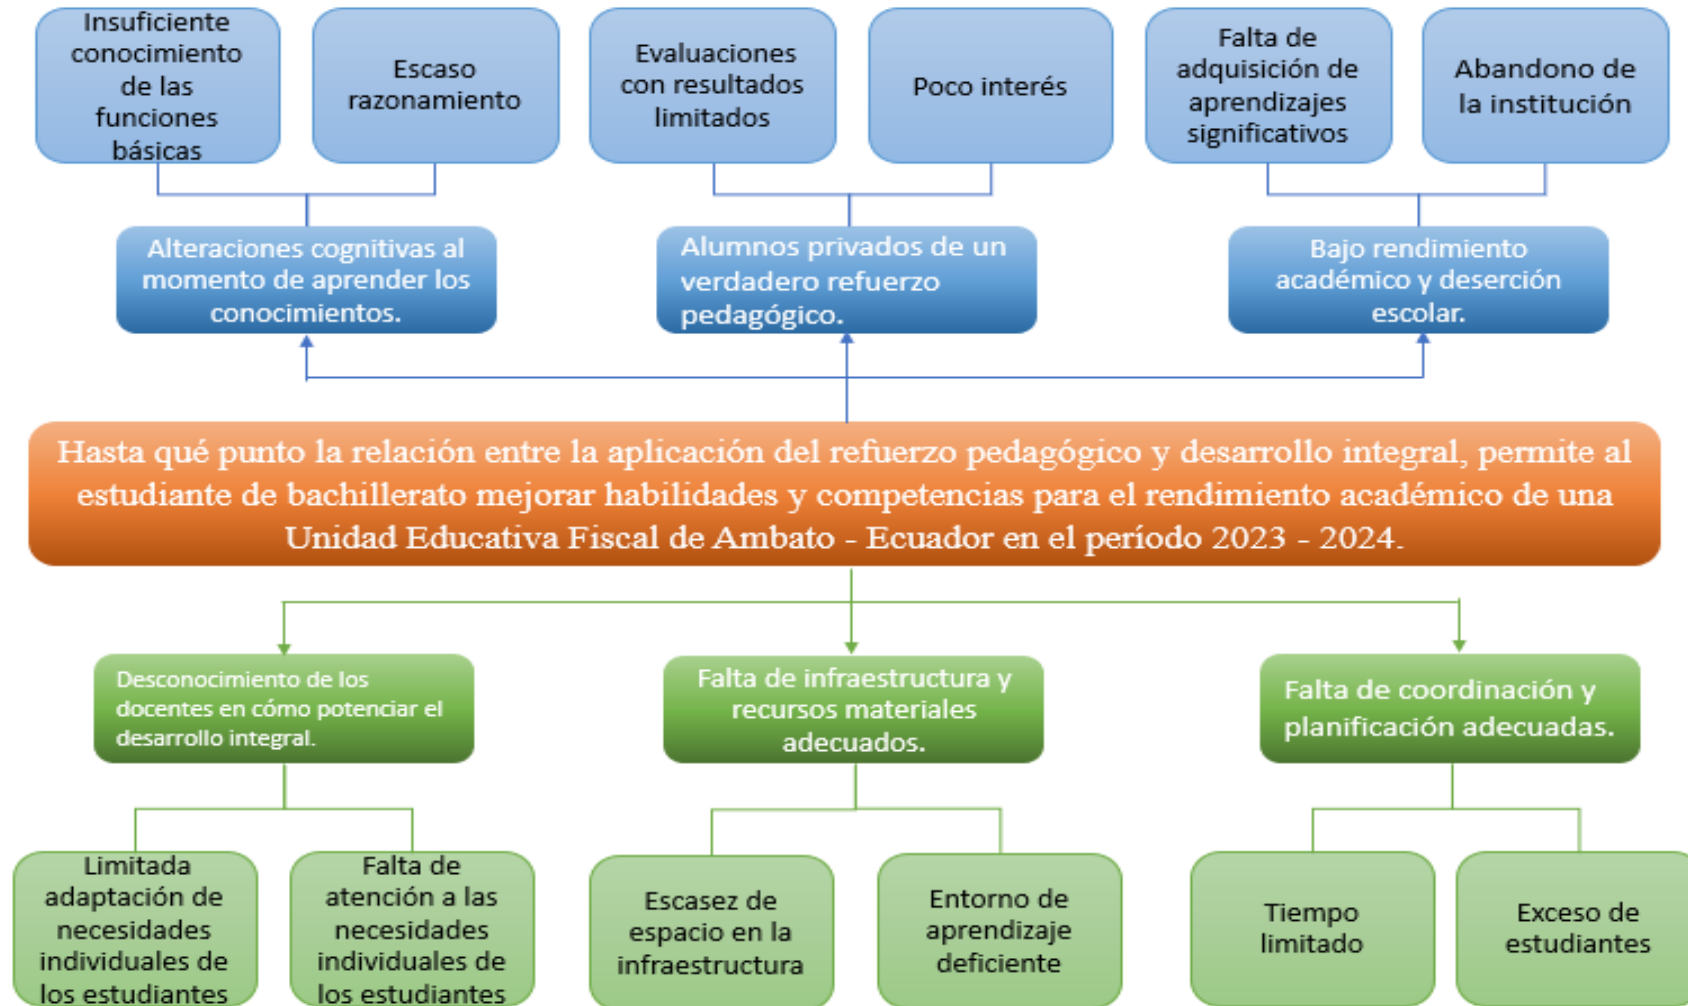 Insuficiente
conocimiento
de las
funciones
básicas
Escaso
razonamiento
Evaluaciones
con resultados
limitados
Poco interés
Falta de
adquisición de
aprendizajes
significativos
Abandono de
la institución
Alteraciones cognitivas al
momento de aprender los
conocimientos.
Alumnos privados de un
verdadero refuerzo
pedagógico.
Bajo rendimiento
académico y deserción
escolar.
Hasta qué punto la relación entre la aplicación del refuerzo pedagógico y desarrollo integral, permite al
estudiante de bachillerato mejorar habilidades y competencias para el rendimiento académico de una
Unidad Educativa Fiscal de Ambato - Ecuador en el período 2023 - 2024.
Desconocimiento de los
docentes en cómo potenciar el
desarrollo integral.
Falta de infraestructura y
recursos materiales
adecuados.
Falta de coordinación y
planificación adecuadas.
Limitada
adaptación de
necesidades
individuales de
los estudiantes
Falta de
atención a las
necesidades
individuales de
los estudiantes
Escasez de
espacio en la
infraestructura
Entorno de
aprendizaje
deficiente
Tiempo
limitado
Exceso de
estudiantes